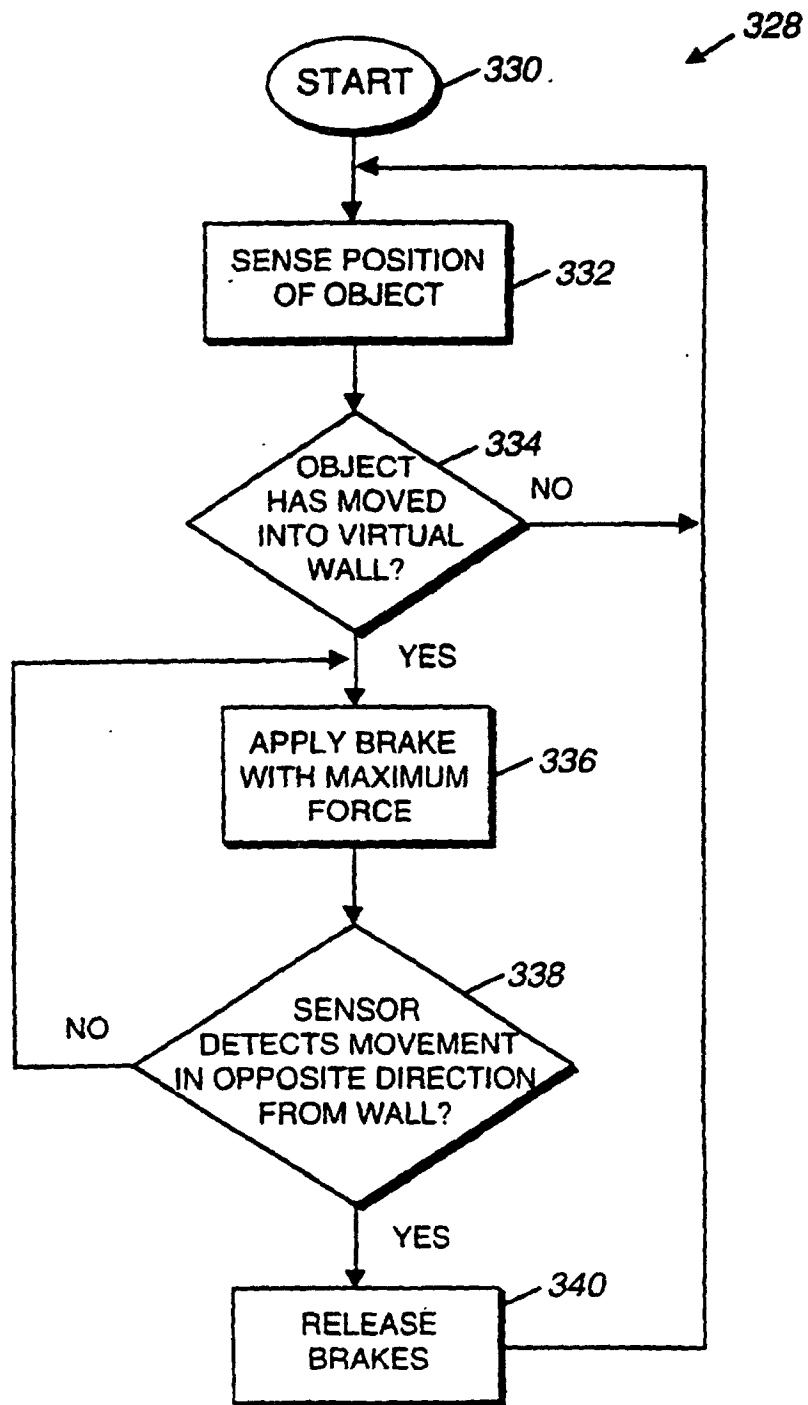 328
START
330
SENSE POSITION
OF OBJECT
332
334
OBJECT
HAS MOVED
INTO VIRTUAL
WALL?
NO
YES
APPLY BRAKE
WITH MAXIMUM
FORCE
336
338
SENSOR
DETECTS MOVEMENT
IN OPPOSITE DIRECTION
FROM WALL?
NO
YES
340
RELEASE
BRAKES